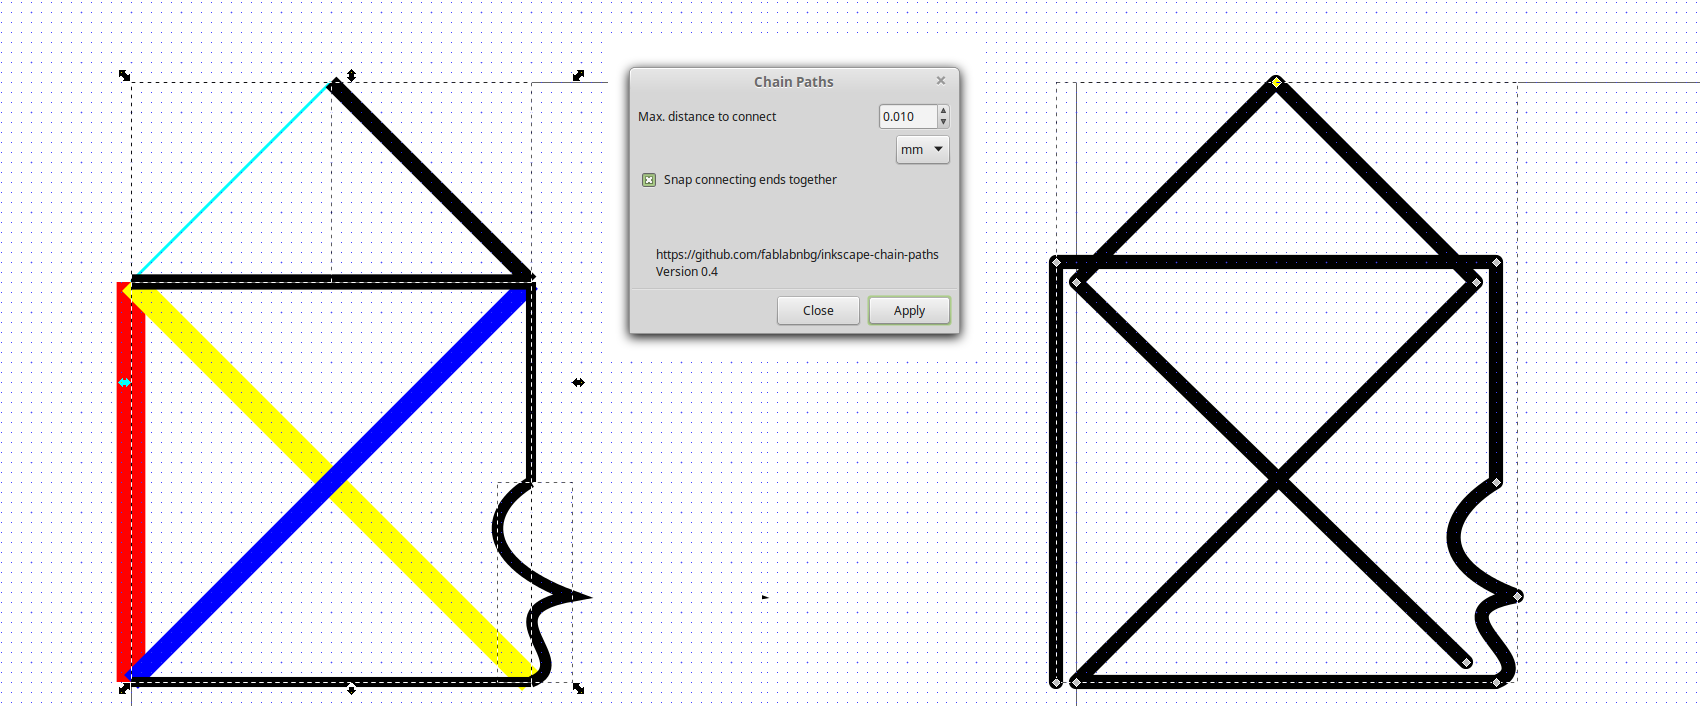 Chain Paths
Max. distance to connect 0.010
mm
Snap connecting ends together
https://github.com/fablabnbg/inkscape-chain-paths
Version 0.4
Close Apply